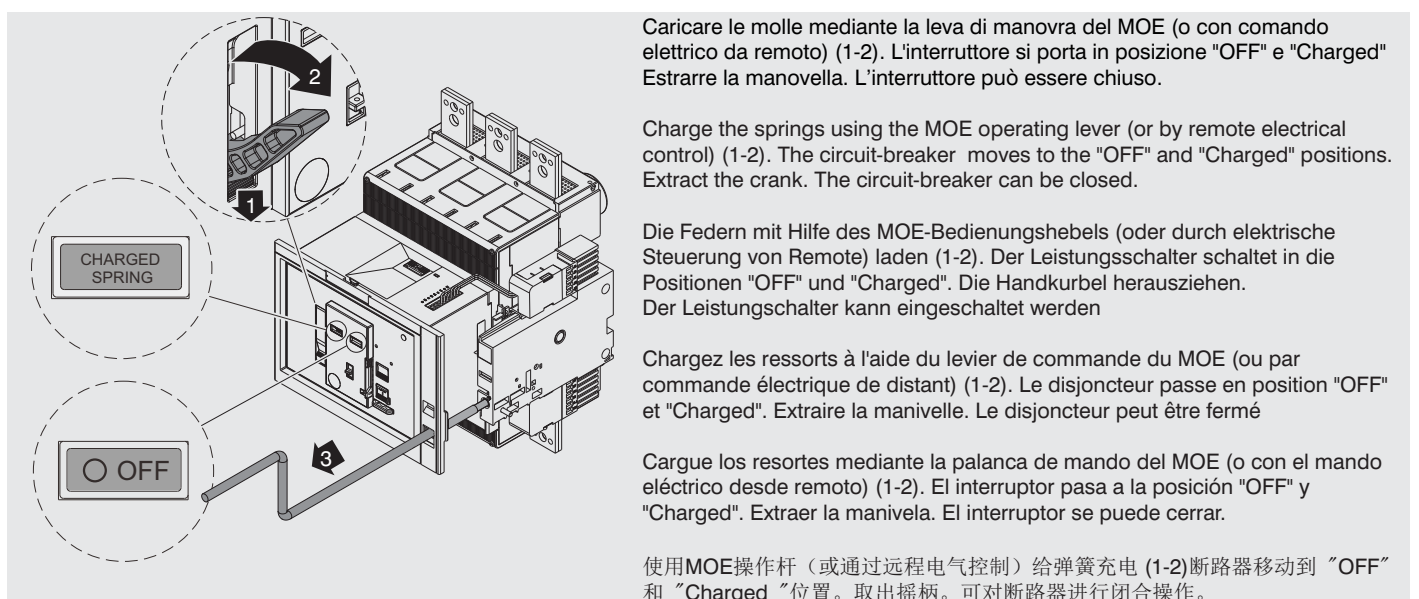 2
1
CHARGED
SPRING
OFF
3
Caricare le molle mediante la leva di manovra del MOE (o con comando
elettrico da remoto) (1-2). L'interruttore si porta in posizione "OFF" e "Charged"
Estrarre la manovella. L'interruttore può essere chiuso.
Charge the springs using the MOE operating lever (or by remote electrical
control) (1-2). The circuit-breaker moves to the "OFF" and "Charged" positions.
Extract the crank. The circuit-breaker can be closed.
Die Federn mit Hilfe des MOE-Bedienungshebels (oder durch elektrische
Steuerung von Remote) laden (1-2). Der Leistungsschalter schaltet in die
Positionen "OFF" und "Charged". Die Handkurbel herausziehen.
Der Leistungschalter kann eingeschaltet werden
Chargez les ressorts à l'aide du levier de commande du MOE (ou par
commande électrique de distant) (1-2). Le disjoncteur passe en position "OFF"
et "Charged". Extraire la manivelle. Le disjoncteur peut être fermé
Cargue los resortes mediante la palanca de mando del MOE (o con el mando
eléctrico desde remoto) (1-2). El interruptor pasa a la posición "OFF" y
"Charged". Extraer la manivela. El interruptor se puede cerrar.
使用MOE操作杆（或通过远程电气控制）给弹簧充电 (1-2)断路器移动到 ″OFF″
和 ″Charged ″位置。取出摇柄。可对断路器进行闭合操作。